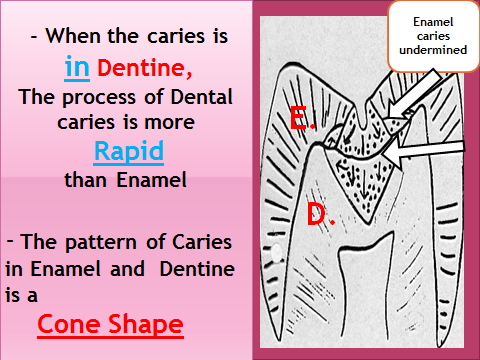 - When the caries is
in Dentine,
The process of Dental
caries is more
Rapid
than Enamel
- The pattern of Caries
in Enamel and Dentine
is a
Cone Shape
Enamel
caries
undermined
E.
D.